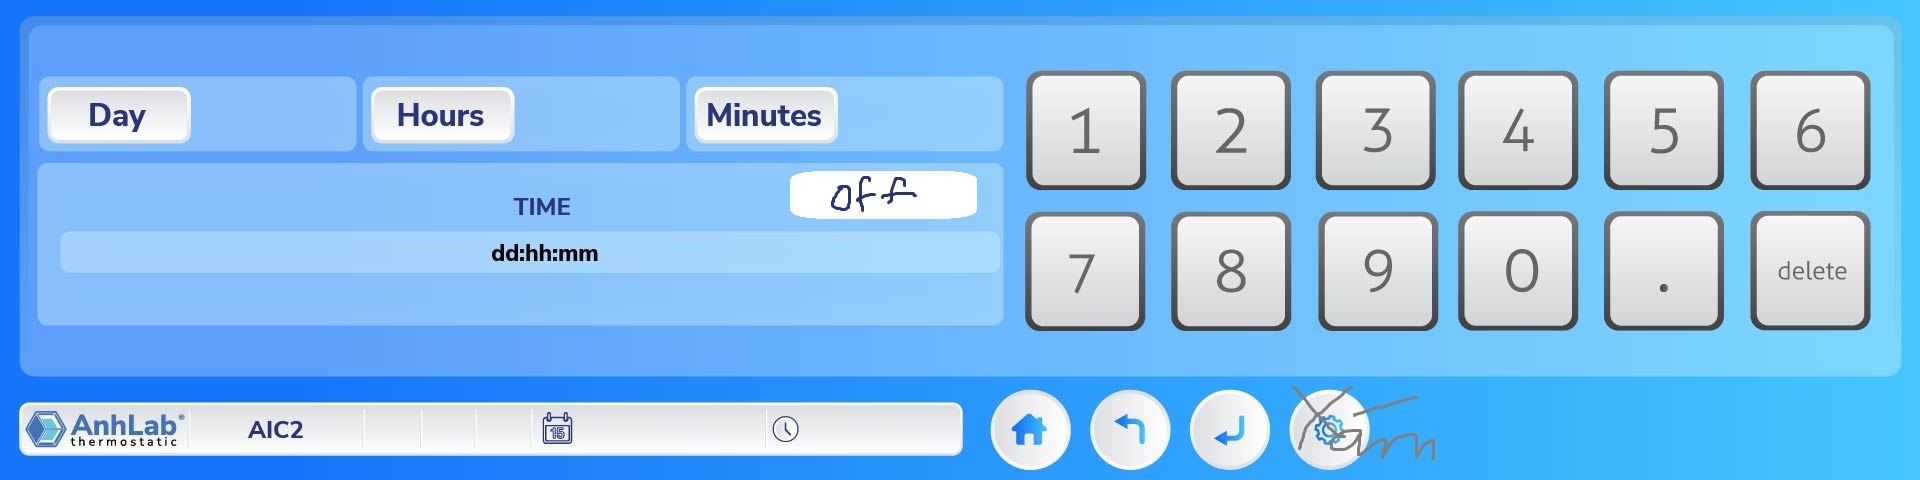 Day Hours Minutes
1 2 3 4 5 6
TIME
off
dd:hh:mm
7 8 9 0 . delete
AnhLab®
thermostatic
AIC2
15